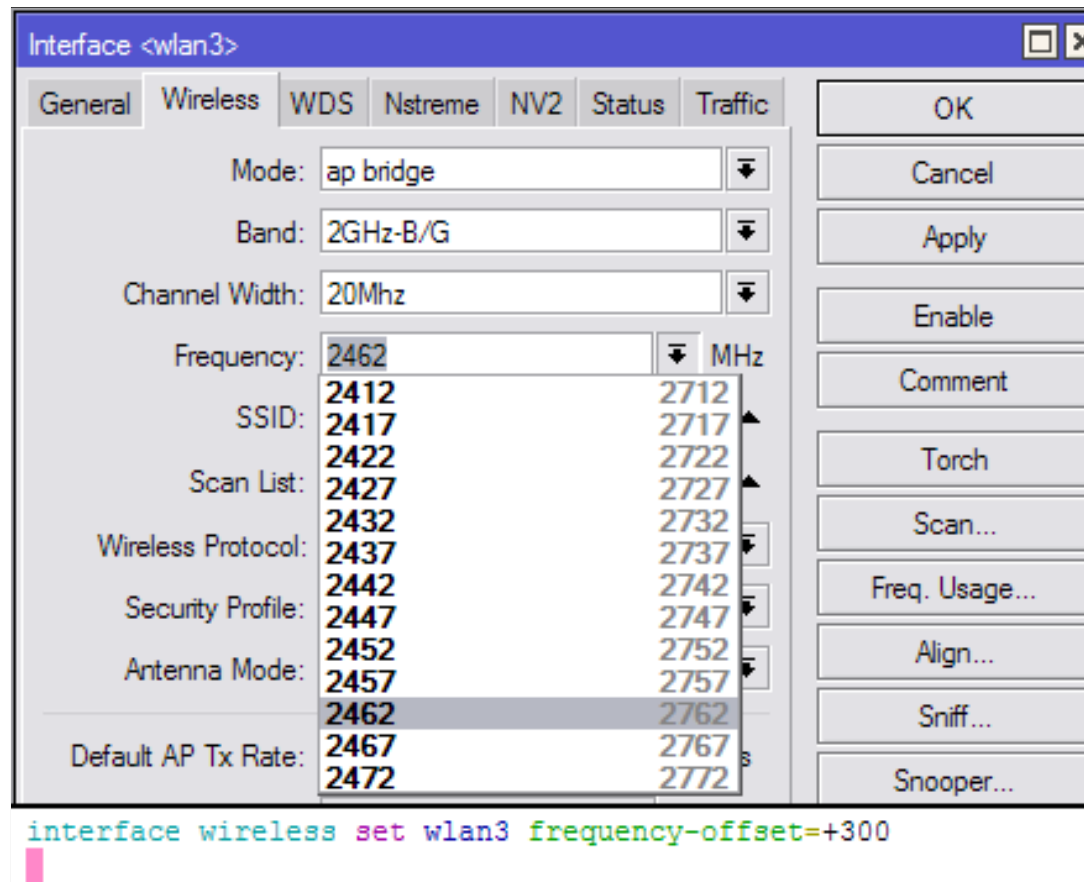 Interface <wlan3>
General Wireless WDS Nstreme NV2 Status Traffic
OK
Mode: ap bridge
Cancel
Band: 2GHz-B/G
Apply
Channel Width: 20Mhz
Enable
Frequency: 2462 MHz
Comment
2412 2712
SSID:
2417 2717
2422 2722
Torch
Scan List:
2427 2727
2432 2732
Scan...
Wireless Protocol:
2437 2737
2442 2742
Freq. Usage...
Security Profile:
2447 2747
2452 2752
Align...
Antenna Mode:
2457 2757
2462 2762
Sniff...
Default AP Tx Rate:
2467 2767
s
2472 2772
Snooper...
interface wireless set wlan3 frequency-offset=+300